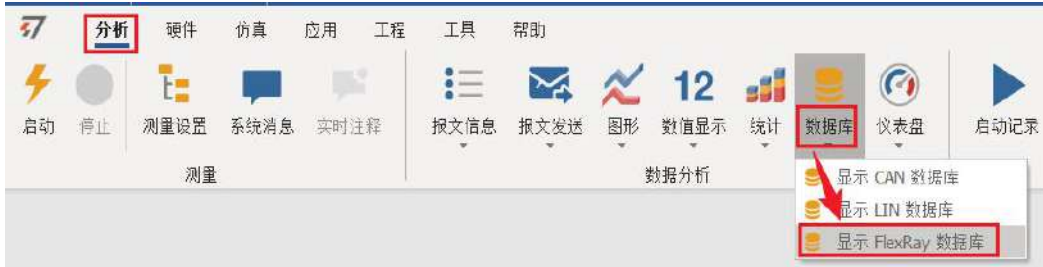 分析 硬件 仿真 应用 工程 工具 帮助
12
启动 停止 测量设置 系统消息 实时注释 报文信息 报文发送 图形 数值显示 统计 数据库 仪表盘 启动记录
测量 数据分析
显示 CAN 数据库
显示 LIN 数据库
显示 FlexRay 数据库